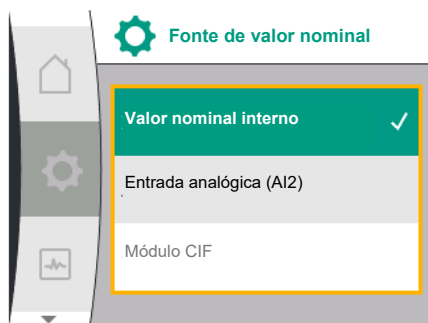 Fonte de valor nominal
Valor nominal interno
Entrada analógica (AI2)
Módulo CIF